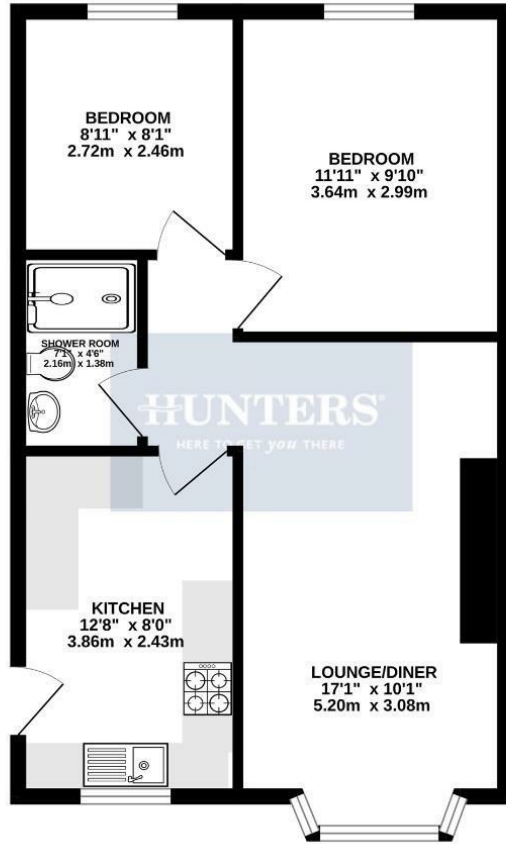 BEDROOM
8'11" x 8'1"
2.72m x 2.46m
BEDROOM
11'11" x 9'10"
3.64m x 2.99m
SHOWER ROOM
7'1" x 4'6"
2.16m x 1.38m
HUNTERS®
HERE TO GET you THERE
KITCHEN
12'8" x 8'0"
3.86m x 2.43m
LOUNGE/DINER
17'1" x 10'1"
5.20m x 3.08m